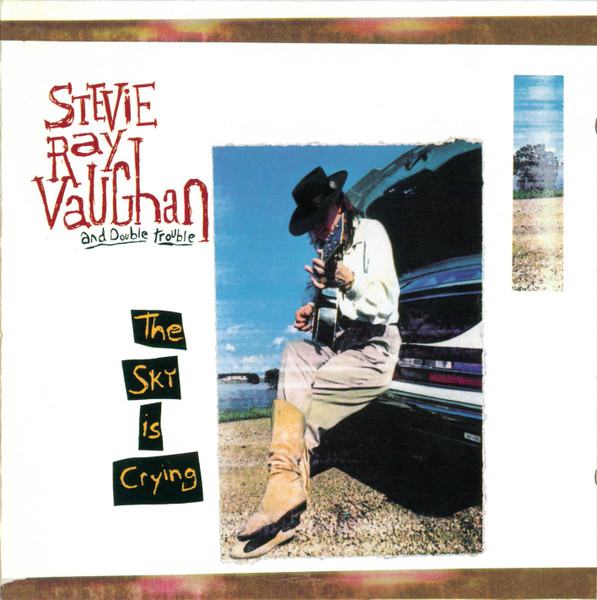 Stevie
Ray
Vaughan
and Double trouble
The
Sky
is
Crying